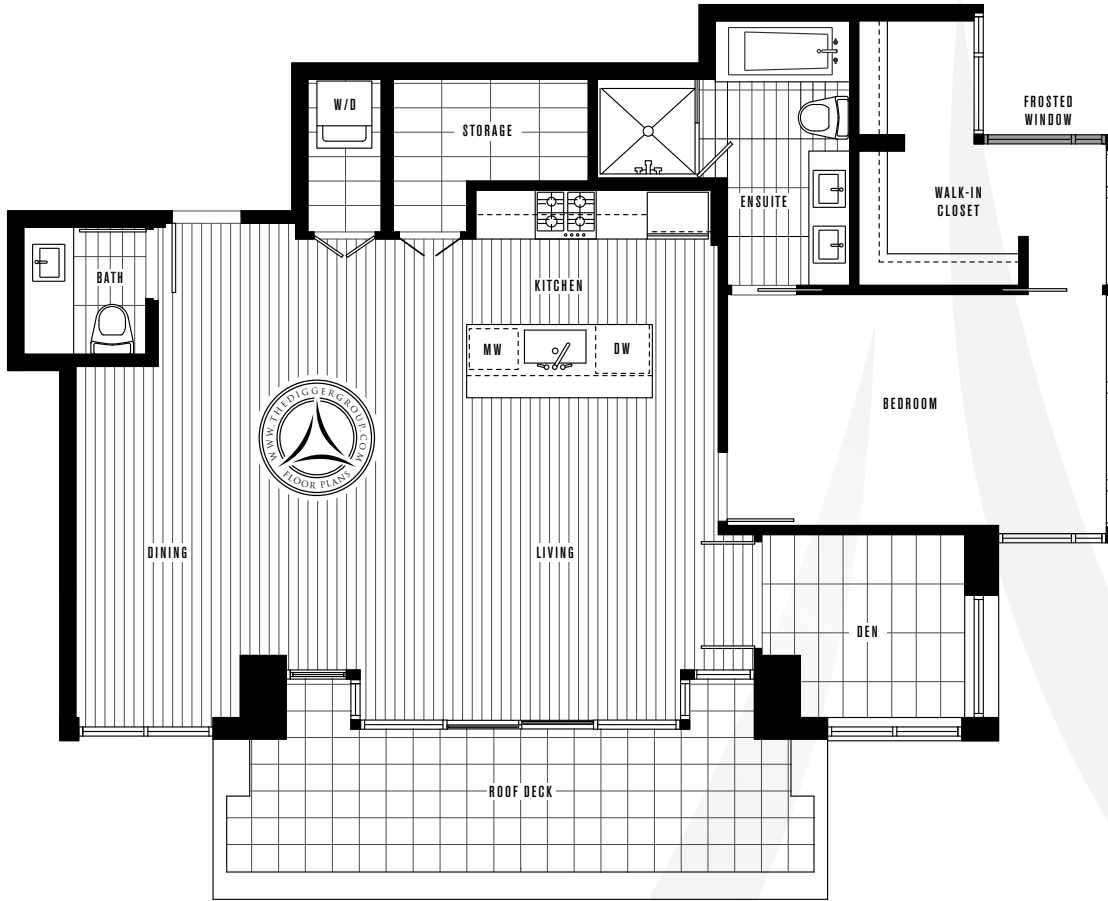 W/D
STORAGE
FROSTED
WINDOW
ENSUITE
WALK-IN
CLOSET
BATH
KITCHEN
MW
DW
BEDROOM
WWW.THEDIGGERGROUP.COM
FLOOR PLANS
DINING
LIVING
DEN
ROOF DECK